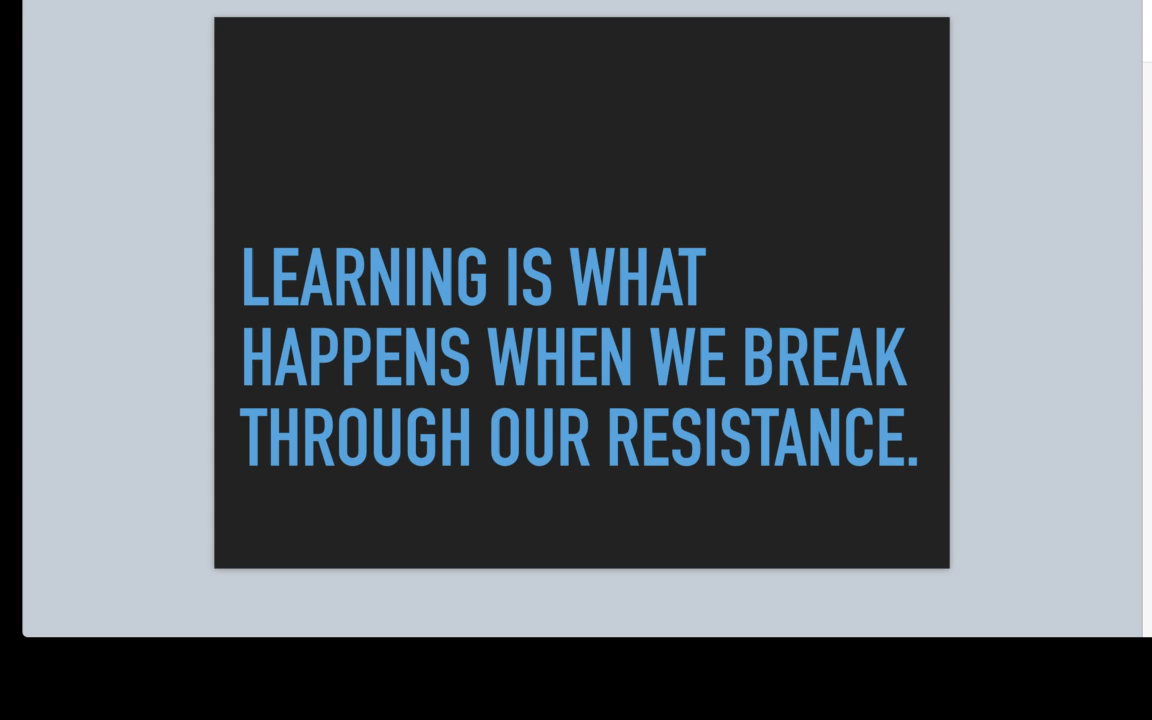 LEARNING IS WHAT
HAPPENS WHEN WE BREAK
THROUGH OUR RESISTANCE.